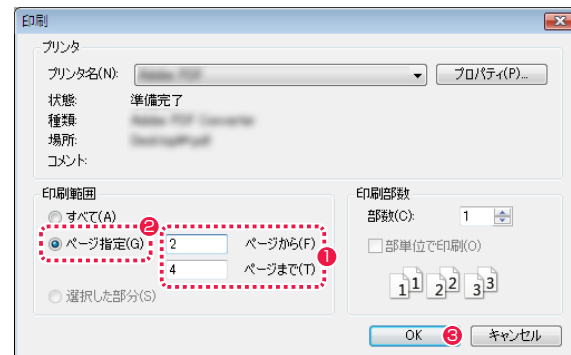 印刷
プリンタ
プリンタ名(N):
プロパティ(P)...
状態: 準備完了
種類:
場所:
コメント:
印刷範囲
すべて(A)
❷
ページ指定(G) 2 ページから(F)
❶
4 ページまで(T)
選択した部分(S)
印刷部数
部数(C): 1
部単位で印刷(O)
1 1 2 2 3 3
OK ❸ キャンセル